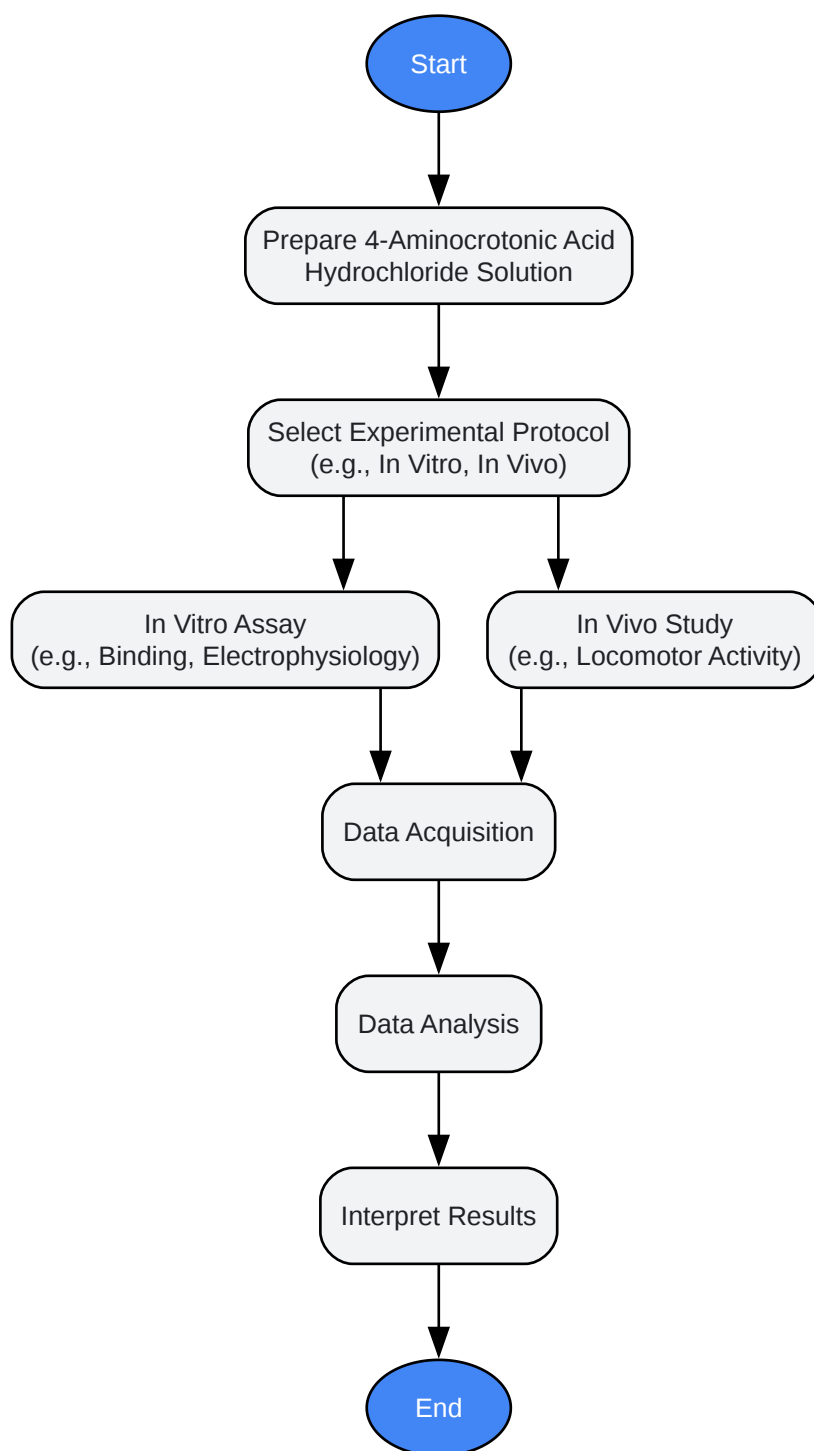 Start
Prepare 4-Aminocrotonic Acid
Hydrochloride Solution
Select Experimental Protocol
(e.g., In Vitro, In Vivo)
In Vitro Assay
(e.g., Binding, Electrophysiology)
In Vivo Study
(e.g., Locomotor Activity)
Data Acquisition
Data Analysis
Interpret Results
End